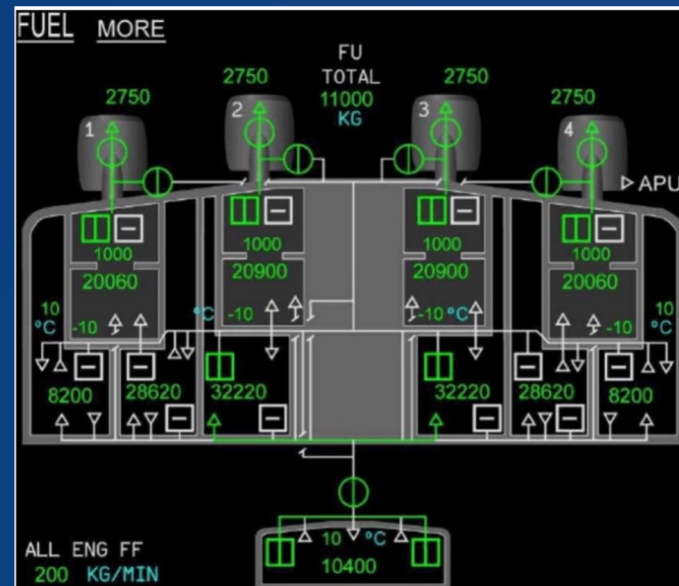 FUEL MORE
FU
TOTAL
11000
KG
2750 2750 2750 2750
1 2 3 4
APU
1000 1000 1000 1000
20060 20900 20900 20060
10 °C -10 °C -10 -10 °C -10 10 °C
8200 28620 32220 32220 28620 8200
10 °C
10400
ALL ENG FF
200 KG/MIN